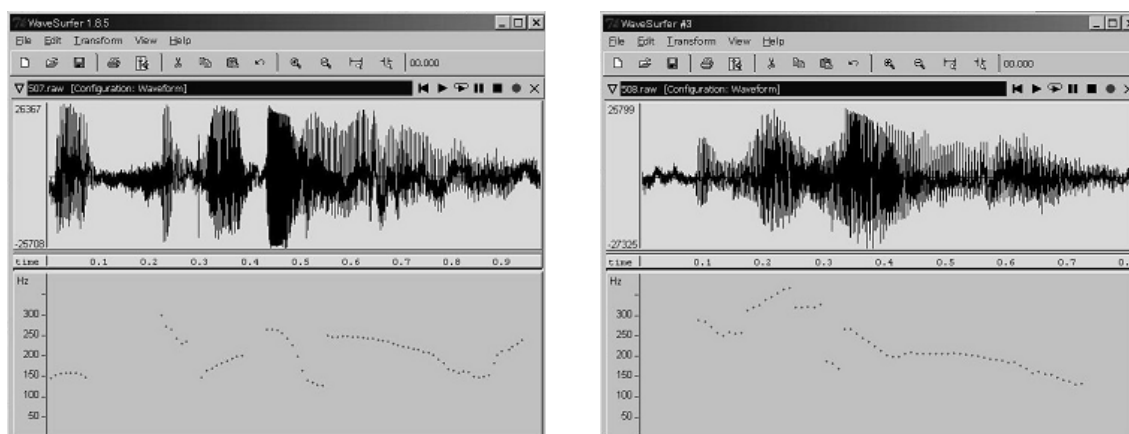 WaveSurfer 1.8.5
File Edit Transform View Help
00.000
507.raw [Configuration: Waveform]
26367
-25708
time 0.1 0.2 0.3 0.4 0.5 0.6 0.7 0.8 0.9
Hz
300
250
200
150
100
50
WaveSurfer #3
File Edit Transform View Help
00.000
508.raw [Configuration: Waveform]
25799
-27325
time 0.1 0.2 0.3 0.4 0.5 0.6 0.7
Hz
300
250
200
150
100
50